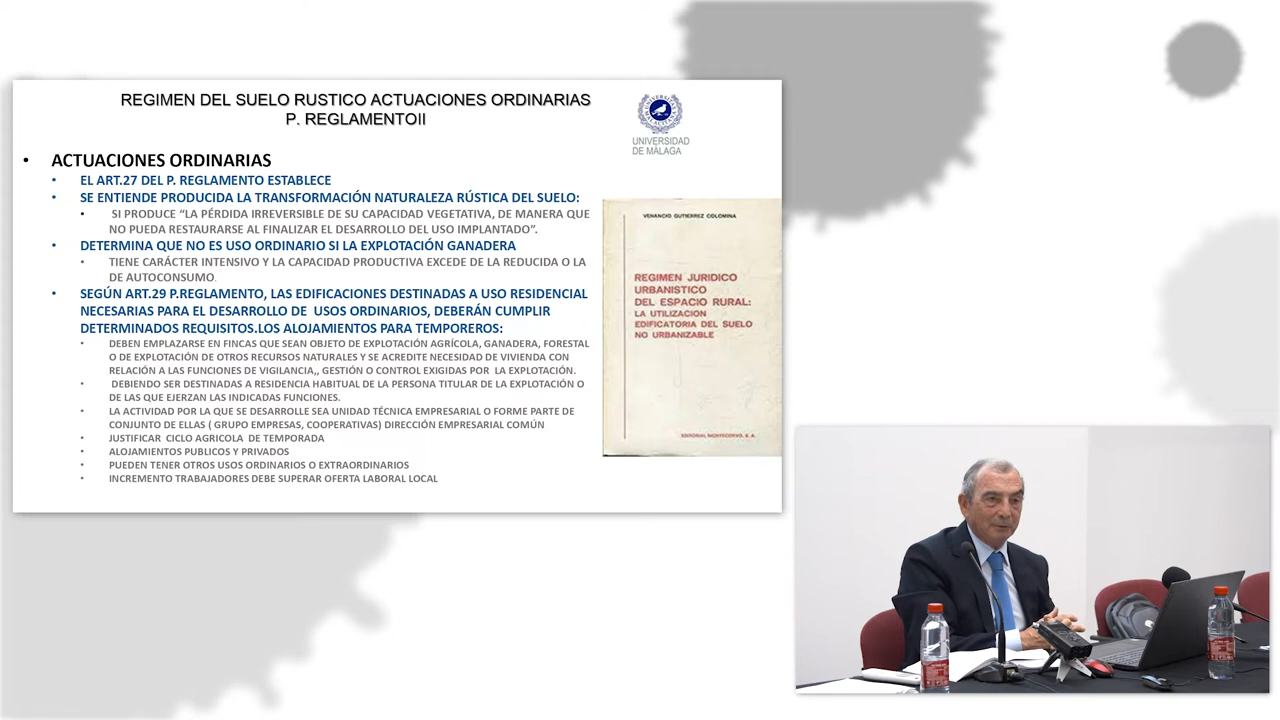 REGIMEN DEL SUELO RUSTICO ACTUACIONES ORDINARIAS
P. REGLAMENTOII
UNIVERSIDAD
DE MÁLAGA
• ACTUACIONES ORDINARIAS
• EL ART.27 DEL P. REGLAMENTO ESTABLECE
• SE ENTIENDE PRODUCIDA LA TRANSFORMACIÓN NATURALEZA RÚSTICA DEL SUELO:
• SI PRODUCE “LA PÉRDIDA IRREVERSIBLE DE SU CAPACIDAD VEGETATIVA, DE MANERA QUE
NO PUEDA RESTAURARSE AL FINALIZAR EL DESARROLLO DEL USO IMPLANTADO”.
• DETERMINA QUE NO ES USO ORDINARIO SI LA EXPLOTACIÓN GANADERA
• TIENE CARÁCTER INTENSIVO Y LA CAPACIDAD PRODUCTIVA EXCEDE DE LA REDUCIDA O LA
DE AUTOCONSUMO.
• SEGÚN ART.29 P.REGLAMENTO, LAS EDIFICACIONES DESTINADAS A USO RESIDENCIAL
NECESARIAS PARA EL DESARROLLO DE USOS ORDINARIOS, DEBERÁN CUMPLIR
DETERMINADOS REQUISITOS.LOS ALOJAMIENTOS PARA TEMPOREROS:
• DEBEN EMPLAZARSE EN FINCAS QUE SEAN OBJETO DE EXPLOTACIÓN AGRÍCOLA, GANADERA, FORESTAL
O DE EXPLOTACIÓN DE OTROS RECURSOS NATURALES Y SE ACREDITE NECESIDAD DE VIVIENDA CON
RELACIÓN A LAS FUNCIONES DE VIGILANCIA,, GESTIÓN O CONTROL EXIGIDAS POR LA EXPLOTACIÓN.
• DEBIENDO SER DESTINADAS A RESIDENCIA HABITUAL DE LA PERSONA TITULAR DE LA EXPLOTACIÓN O
DE LAS QUE EJERZAN LAS INDICADAS FUNCIONES.
• LA ACTIVIDAD POR LA QUE SE DESARROLLE SEA UNIDAD TÉCNICA EMPRESARIAL O FORME PARTE DE
CONJUNTO DE ELLAS ( GRUPO EMPRESAS, COOPERATIVAS) DIRECCIÓN EMPRESARIAL COMÚN
• JUSTIFICAR CICLO AGRICOLA DE TEMPORADA
• ALOJAMIENTOS PUBLICOS Y PRIVADOS
• PUEDEN TENER OTROS USOS ORDINARIOS O EXTRAORDINARIOS
• INCREMENTO TRABAJADORES DEBE SUPERAR OFERTA LABORAL LOCAL
VENANCIO GUTIERREZ COLOMINA
REGIMEN JURIDICO
URBANISTICO
DEL ESPACIO RURAL:
LA UTILIZACION
EDIFICATORIA DEL SUELO
NO URBANIZABLE
EDITORIAL MONTECORVO, S. A.